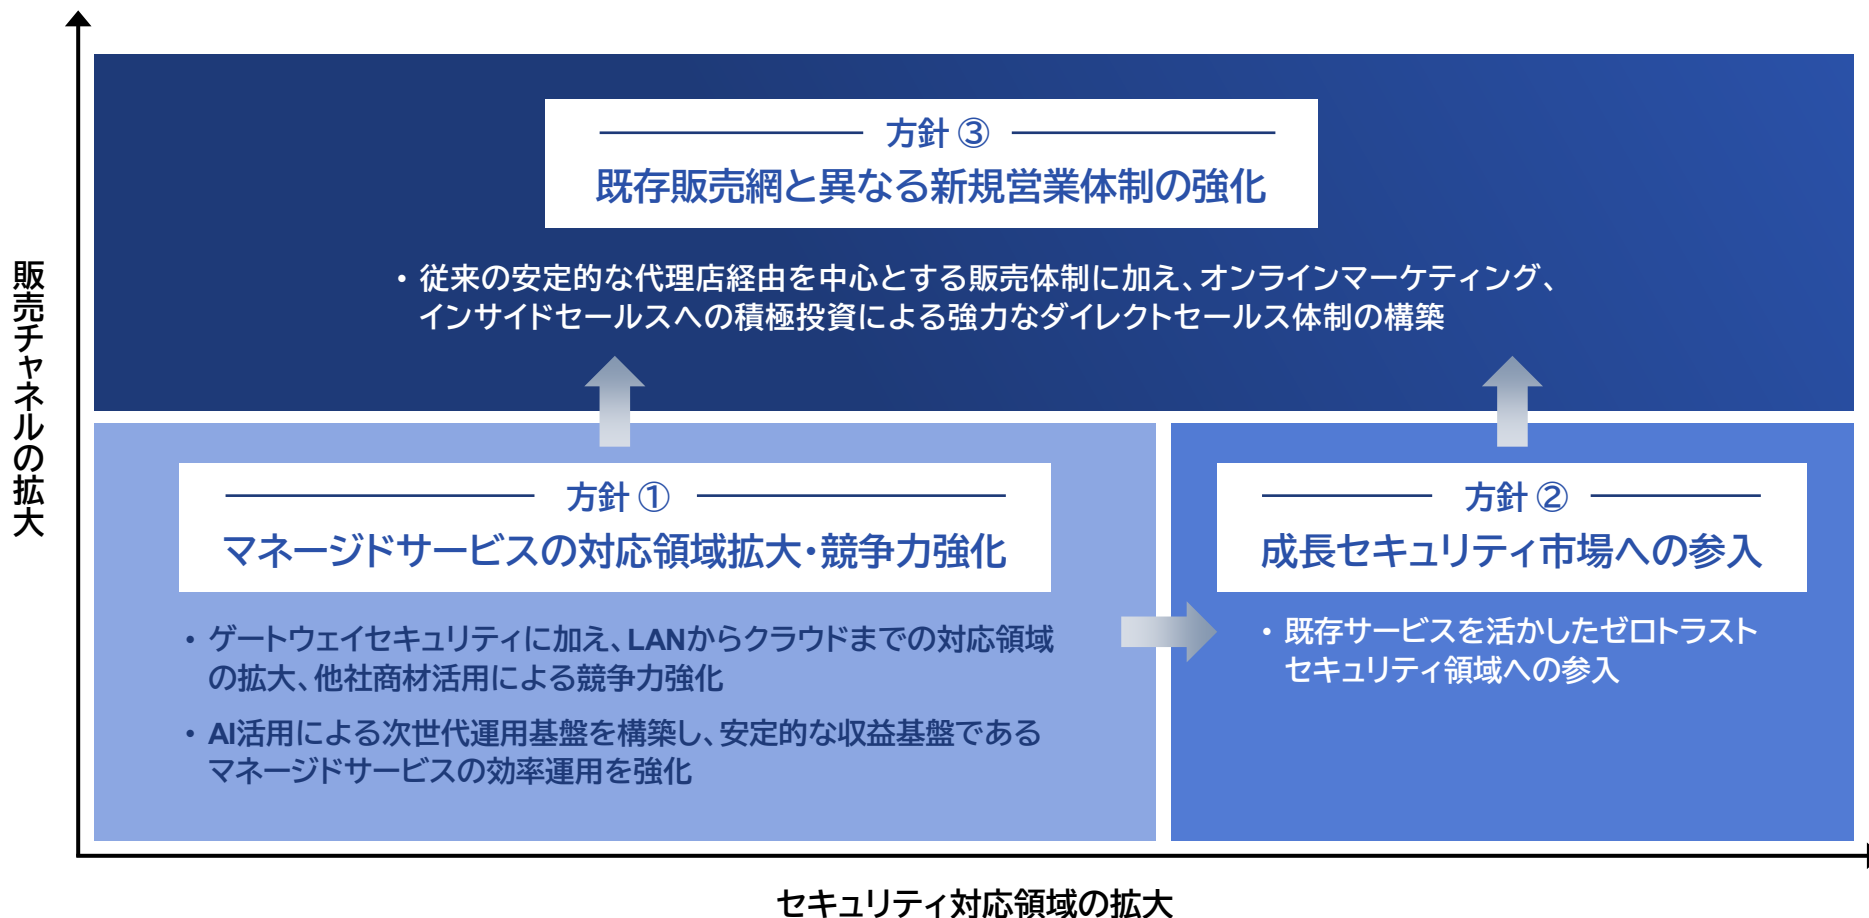 方針 ③
既存販売網と異なる新規営業体制の強化
・従来の安定的な代理店経由を中心とする販売体制に加え、オンラインマーケティング、
インサイドセールスへの積極投資による強力なダイレクトセールス体制の構築
販売チャネルの拡大
方針 ①
マネージドサービスの対応領域拡大・競争力強化
・ゲートウェイセキュリティに加え、LANからクラウドまでの対応領域
の拡大、他社商材活用による競争力強化
・AI活用による次世代運用基盤を構築し、安定的な収益基盤である
マネージドサービスの効率運用を強化
方針 ②
成長セキュリティ市場への参入
・既存サービスを活かしたゼロトラスト
セキュリティ領域への参入
セキュリティ対応領域の拡大